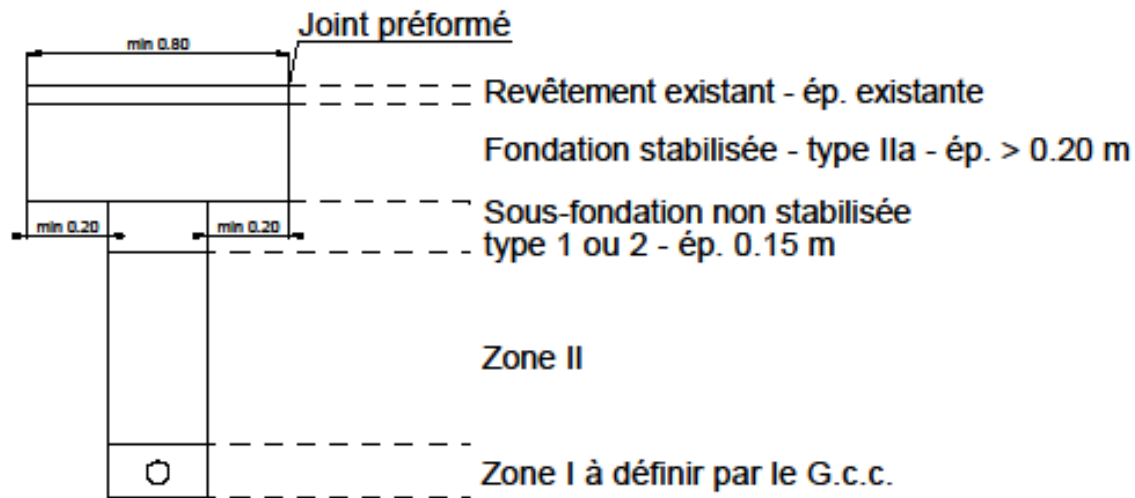 Joint préformé
min 0.80
Revêtement existant - ép. existante
Fondation stabilisée - type IIa - ép. > 0.20 m
min 0.20
min 0.20
Sous-fondation non stabilisée
type 1 ou 2 - ép. 0.15 m
Zone II
Zone I à définir par le G.c.c.